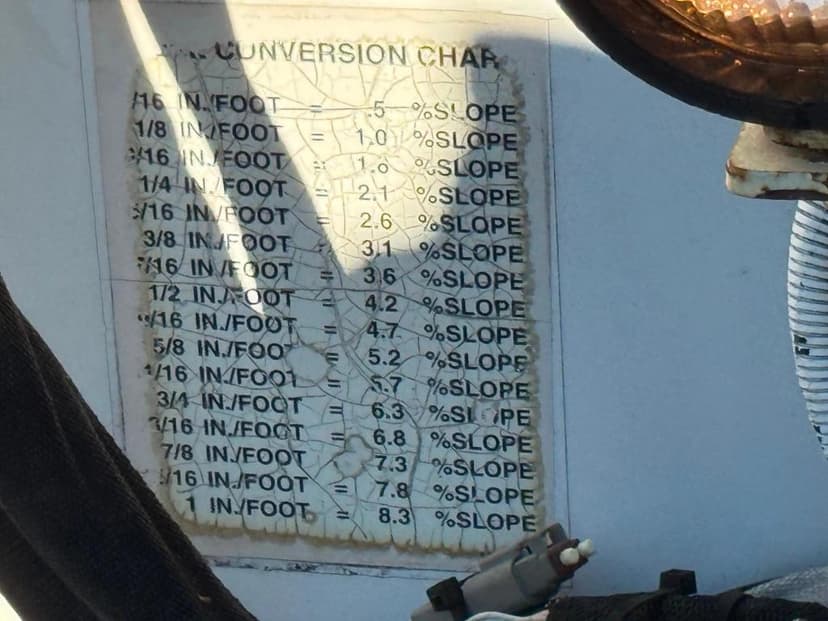 CONVERSION CHAR
/16 IN./FOOT = .5 %SLOPE
1/8 IN./FOOT = 1.0 %SLOPE
/16 IN./FOOT = 1.6 %SLOPE
1/4 IN./FOOT = 2.1 %SLOPE
/16 IN./FOOT = 2.6 %SLOPE
3/8 IN./FOOT = 3.1 %SLOPE
/16 IN./FOOT = 3.6 %SLOPE
1/2 IN./FOOT = 4.2 %SLOPE
/16 IN./FOOT = 4.7 %SLOPE
5/8 IN./FOOT = 5.2 %SLOPE
/16 IN./FOOT = 5.7 %SLOPE
3/4 IN./FOOT = 6.3 %SLOPE
/16 IN./FOOT = 6.8 %SLOPE
7/8 IN./FOOT = 7.3 %SLOPE
/16 IN./FOOT = 7.8 %SLOPE
1 IN./FOOT = 8.3 %SLOPE